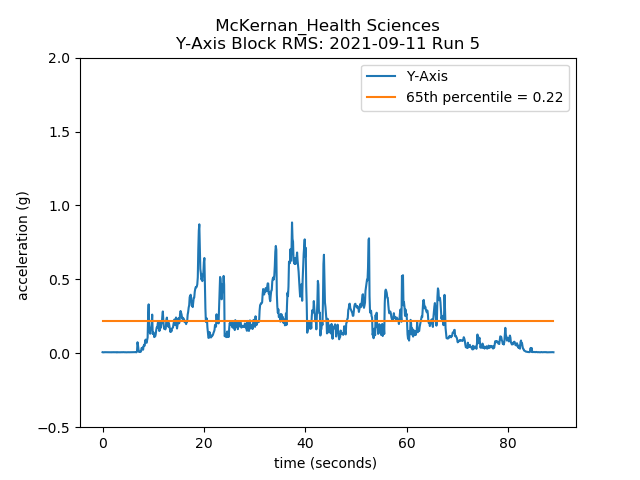 McKernan_Health Sciences
Y-Axis Block RMS: 2021-09-11 Run 5
Y-Axis
65th percentile = 0.22
2.0
1.5
1.0
0.5
0.0
−0.5
acceleration (g)
0 20 40 60 80
time (seconds)